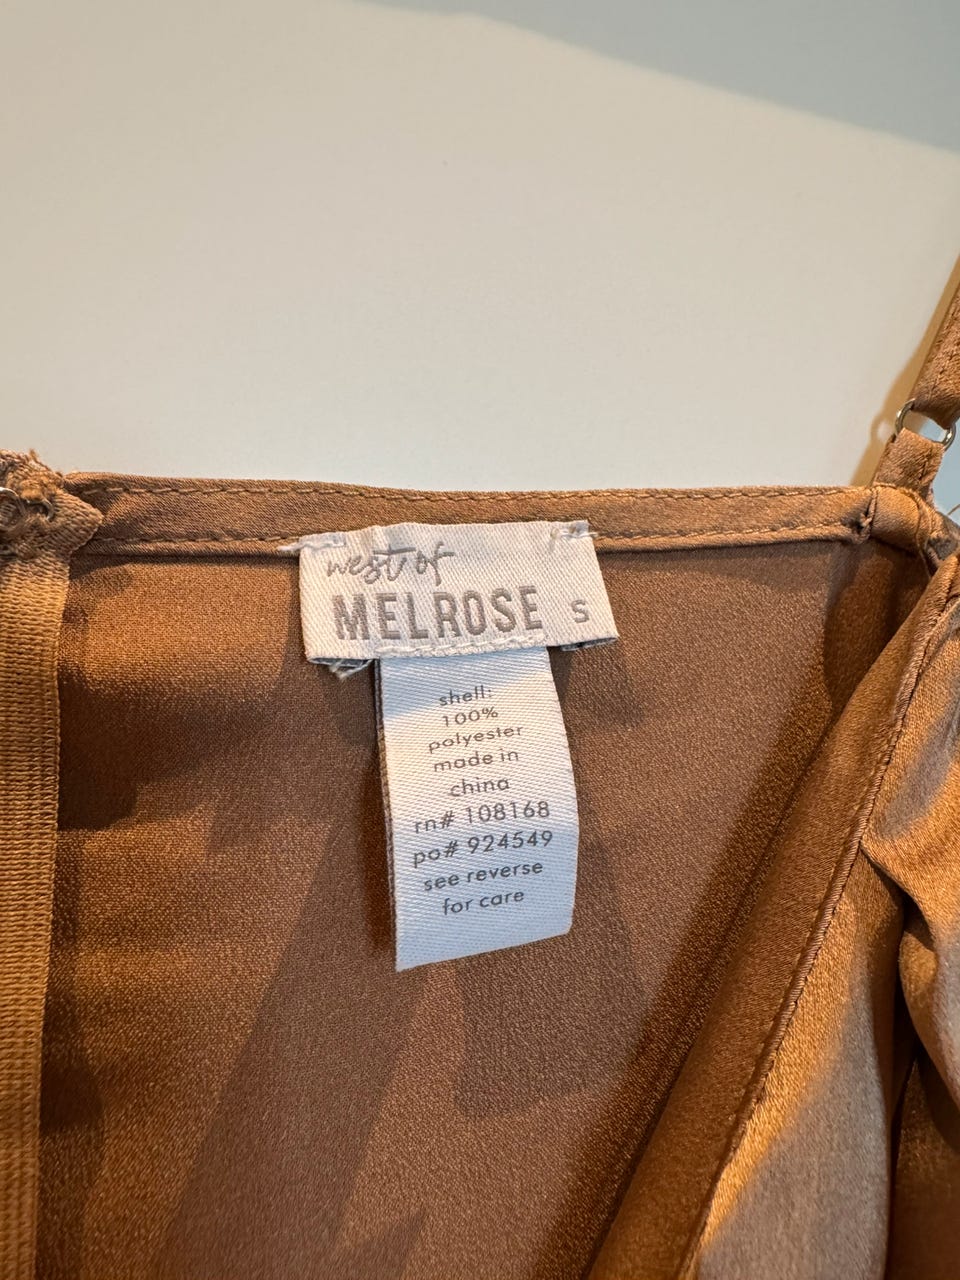 west of
MELROSE S
shell:
100%
polyester
made in
china
rn# 108168
po# 924549
see reverse
for care